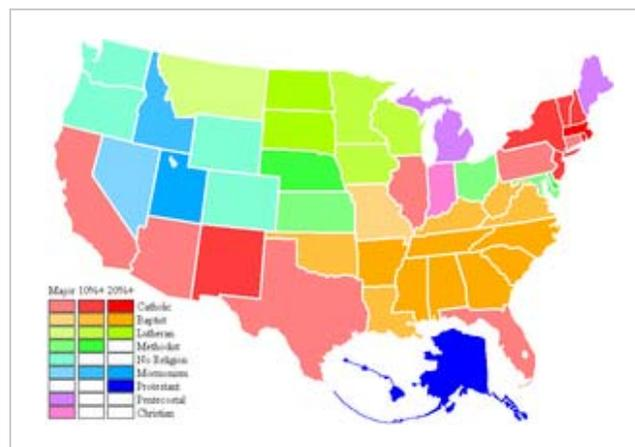 Major 10%+ 20%+
Catholic
Baptist
Lutheran
Methodist
No Religion
Mormonism
Protestant
Pentecostal
Christian